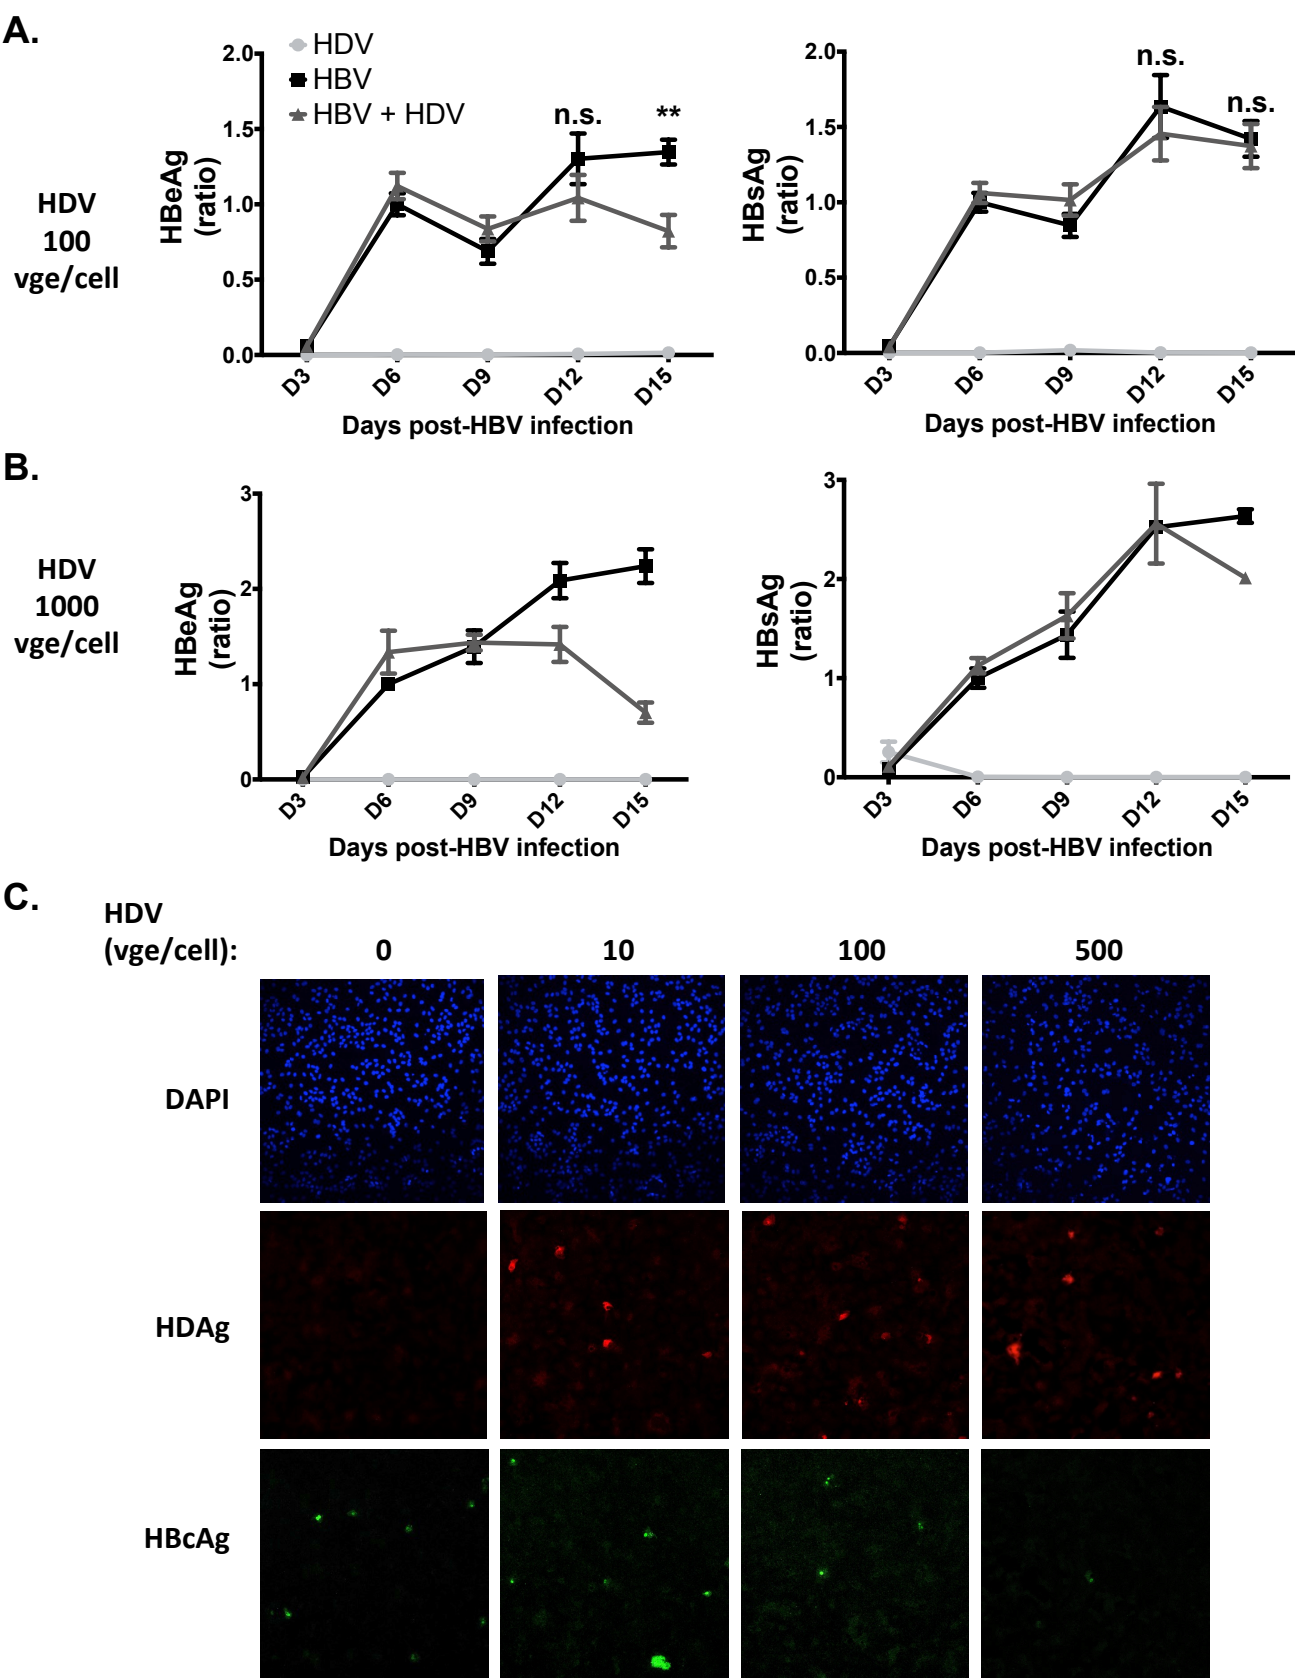 A.
HDV
100
vge/cell
HDV
HBV
HBV + HDV
HBeAg
(ratio)
2.0
1.5
1.0
0.5
0.0
n.s.
**
D3
D6
D9
D12
D15
Days post-HBV infection
HBsAg
(ratio)
2.0
1.5
1.0
0.5
0.0
n.s.
n.s.
D3
D6
D9
D12
D15
Days post-HBV infection
B.
HDV
1000
vge/cell
HBeAg
(ratio)
3
2
1
0
D3
D6
D9
D12
D15
Days post-HBV infection
HBsAg
(ratio)
3
2
1
0
D3
D6
D9
D12
D15
Days post-HBV infection
C.
HDV
(vge/cell): 0 10 100 500
DAPI
HDAg
HBcAg